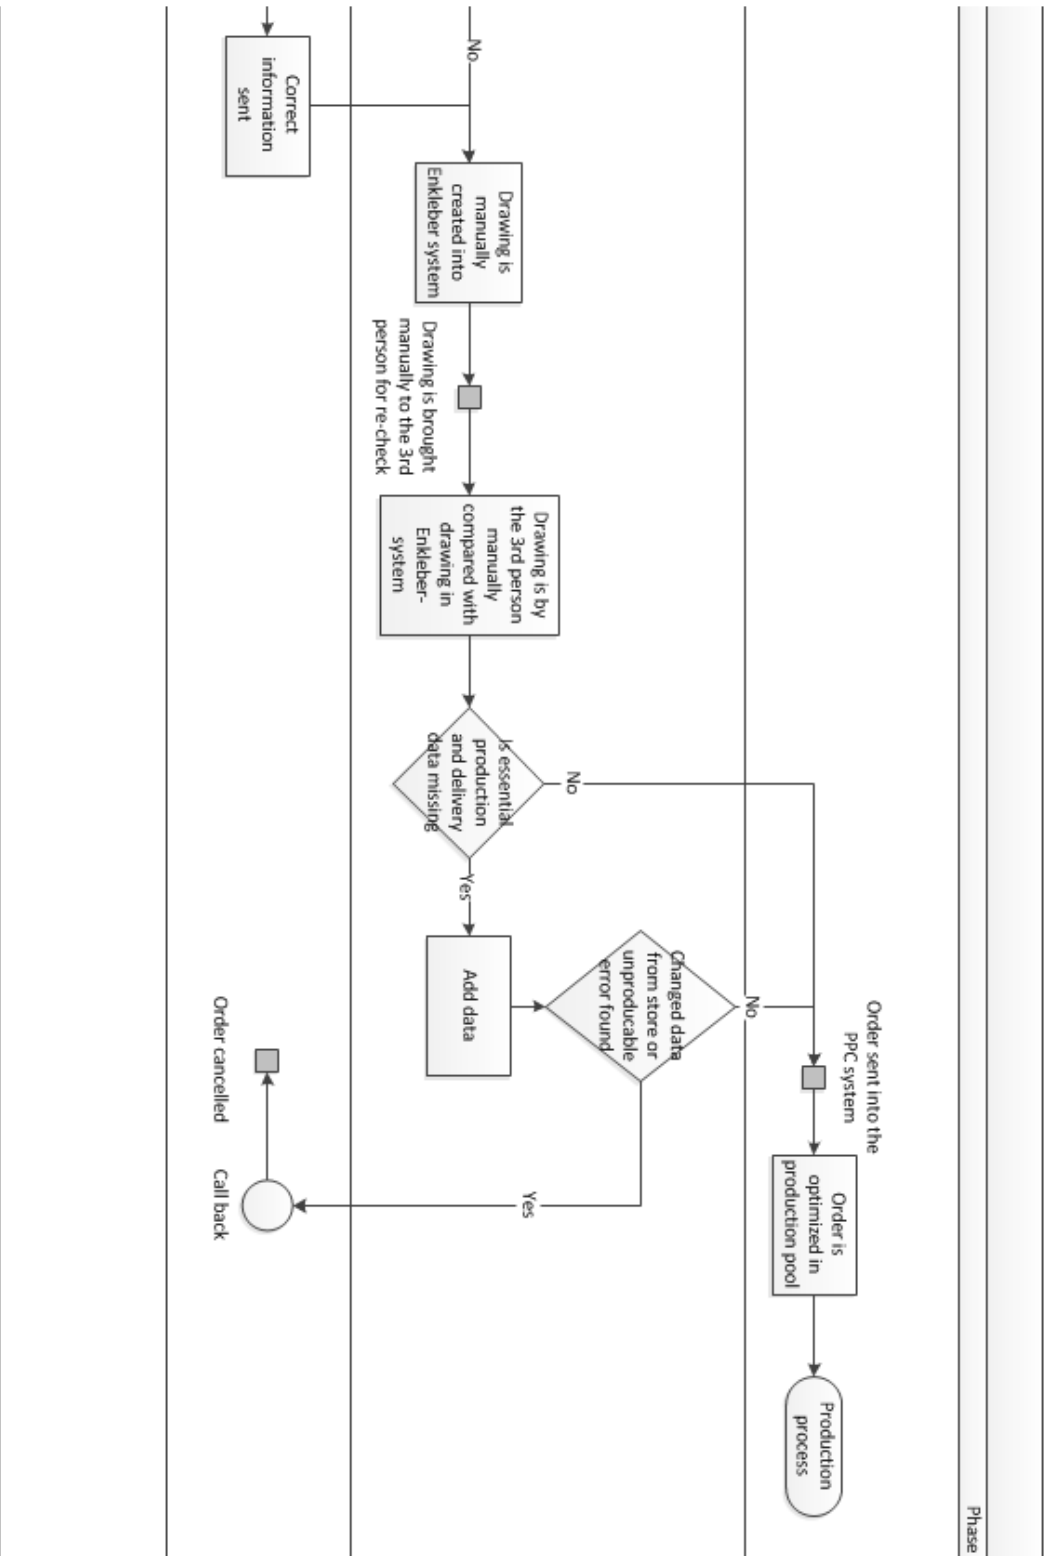 Phase
Order sent into the
PPC system
Order is
optimized in
production pool
Production
process
No
Drawing is
manually
created into
Enkleber system
Drawing is brought
manually to the 3rd
person for re-check
Drawing is by
the 3rd person
manually
compared with
drawing in
Enkleber-
system
Is essential
production
and delivery
data missing
No
Yes
Add data
Changed data
from store or
unproducable
error found
No
Yes
Correct
information
sent
Order cancelled
Call back